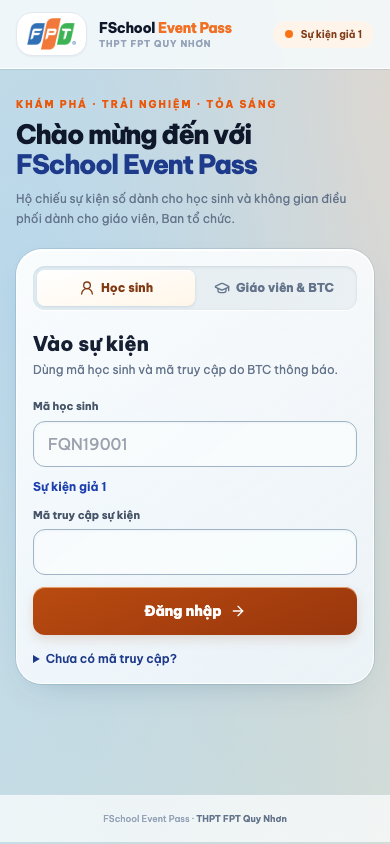 FPT
FSchool Event Pass
THPT FPT QUY NHƠN
Sự kiện giả 1
KHÁM PHÁ · TRẢI NGHIỆM · TỎA SÁNG
Chào mừng đến với
FSchool Event Pass
Hộ chiếu sự kiện số dành cho học sinh và không gian điều
phối dành cho giáo viên, Ban tổ chức.
Học sinh
Giáo viên & BTC
Vào sự kiện
Dùng mã học sinh và mã truy cập do BTC thông báo.
Mã học sinh
FQN19001
Sự kiện giả 1
Mã truy cập sự kiện
Đăng nhập →
Chưa có mã truy cập?
FSchool Event Pass · THPT FPT Quy Nhơn